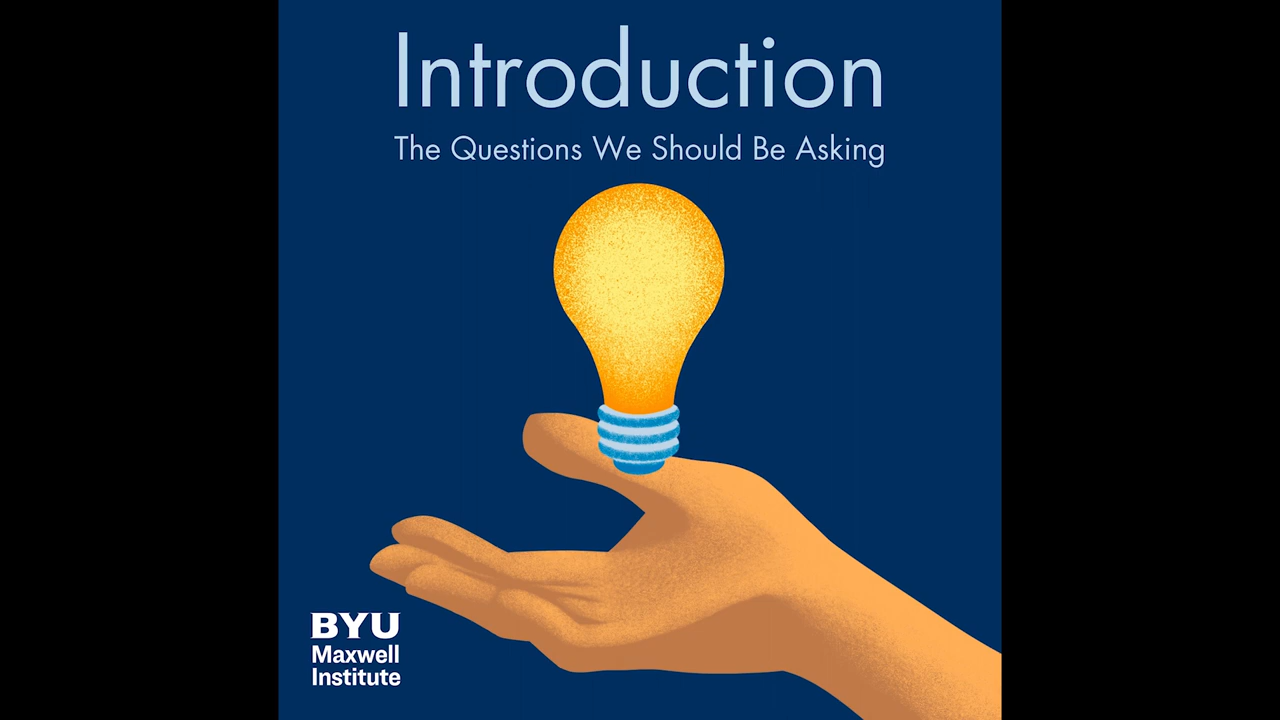 Introduction
The Questions We Should Be Asking
BYU
Maxwell
Institute